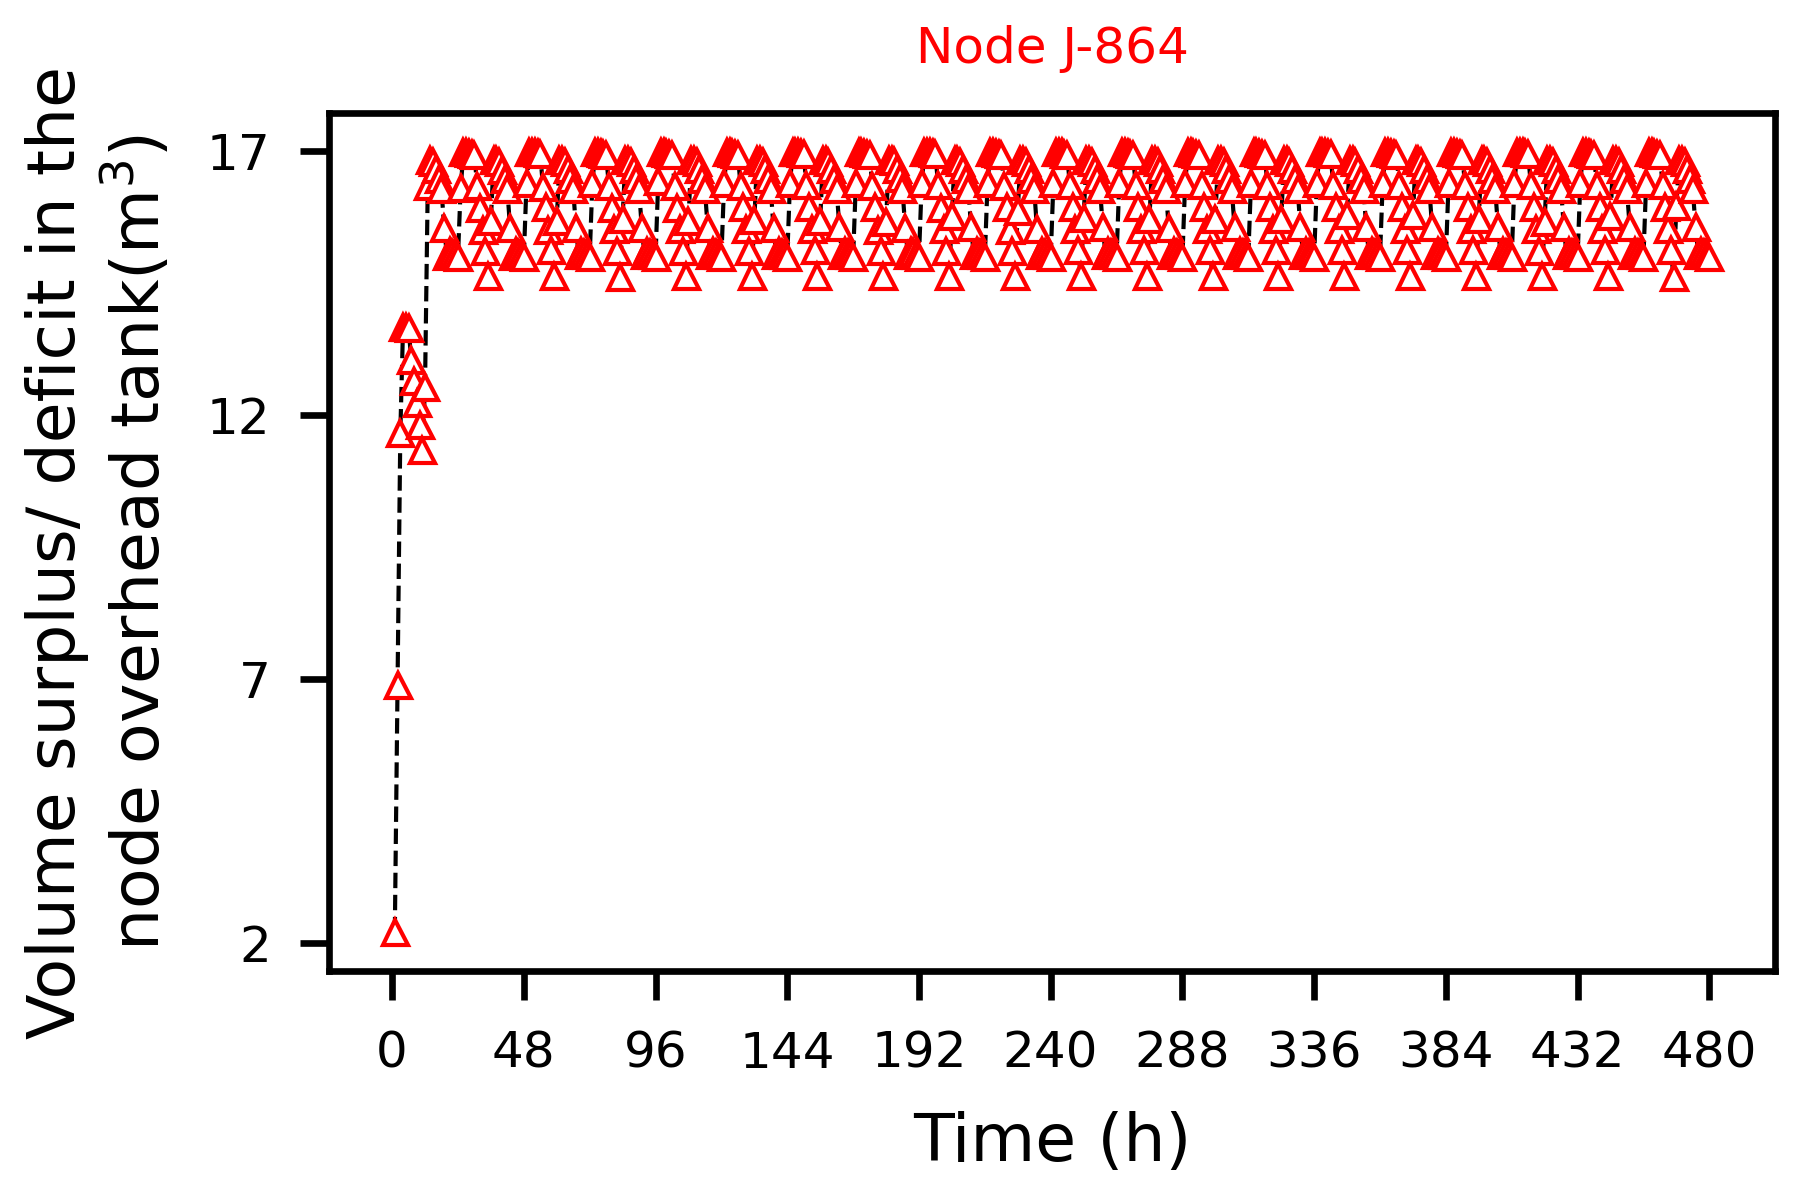 Node J-864
Volume surplus/ deficit in the
node overhead tank(m³)
17
12
7
2
0 48 96 144 192 240 288 336 384 432 480
Time (h)